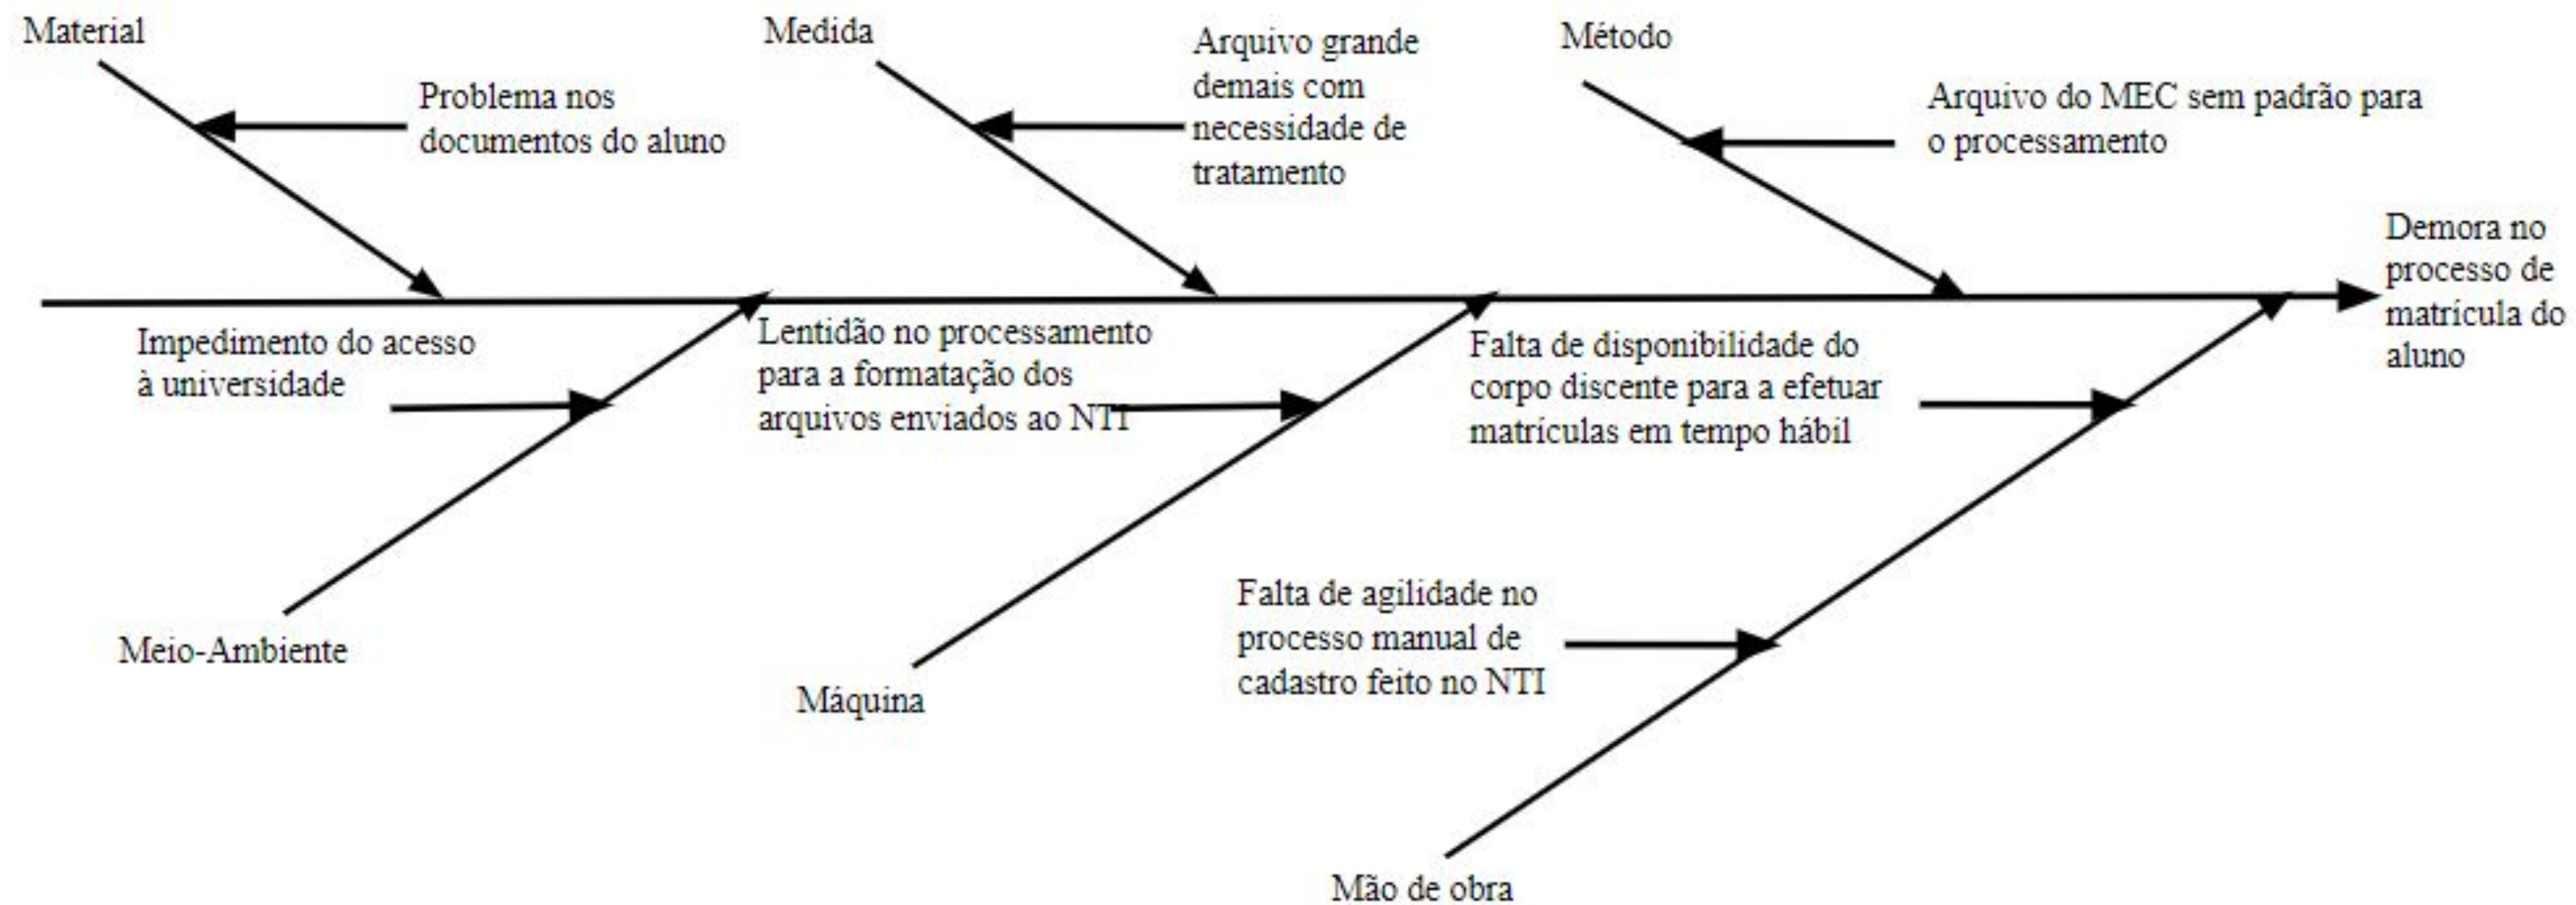 Material
Problema nos
documentos do aluno
Medida
Arquivo grande
demais com
necessidade de
tratamento
Método
Arquivo do MEC sem padrão para
o processamento
Demora no
processo de
matrícula do
aluno
Impedimento do acesso
à universidade
Meio-Ambiente
Lentidão no processamento
para a formatação dos
arquivos enviados ao NTI
Máquina
Falta de disponibilidade do
corpo discente para a efetuar
matrículas em tempo hábil
Falta de agilidade no
processo manual de
cadastro feito no NTI
Mão de obra